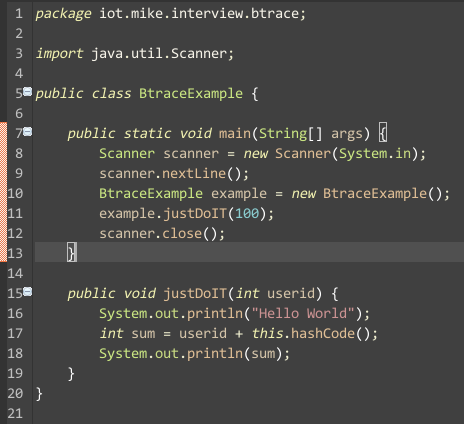 1 package iot.mike.interview.btrace;
2
3 import java.util.Scanner;
4
5 public class BtraceExample {
6
7     public static void main(String[] args) {
8         Scanner scanner = new Scanner(System.in);
9         scanner.nextLine();
10         BtraceExample example = new BtraceExample();
11         example.justDoIT(100);
12         scanner.close();
13     }
14
15     public void justDoIT(int userid) {
16         System.out.println("Hello World");
17         int sum = userid + this.hashCode();
18         System.out.println(sum);
19     }
20 }
21